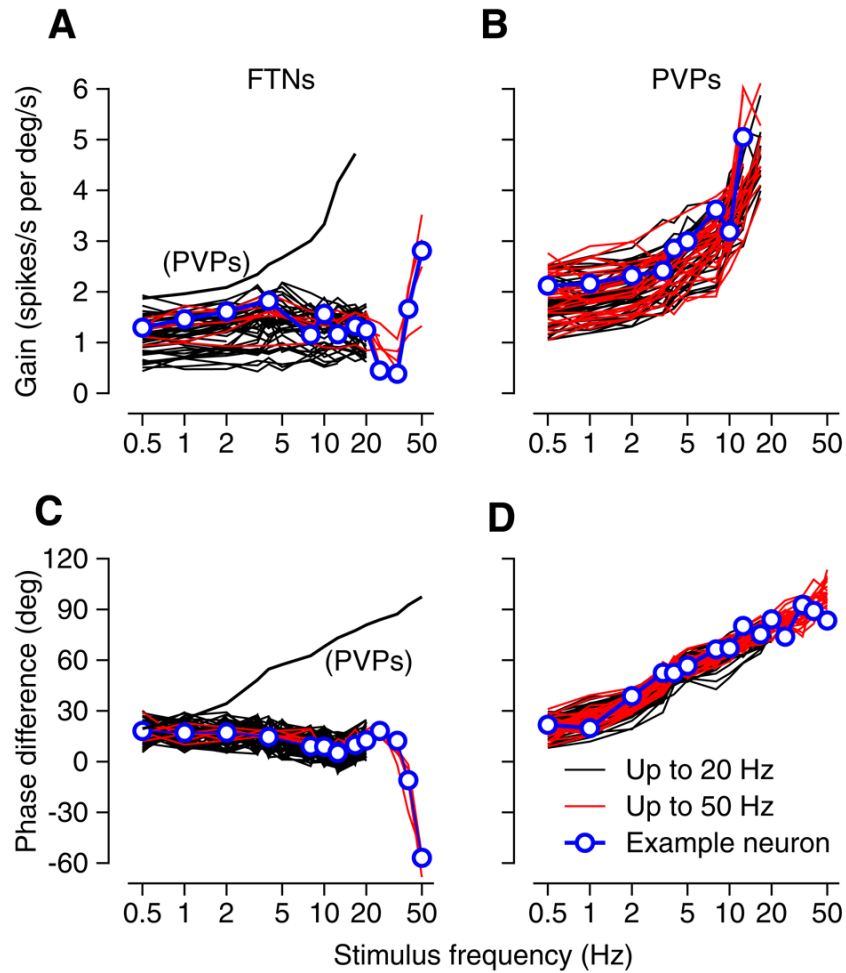 A
B
FTNs
PVPs
Gain (spikes/s per deg/s)
6
5
4
3
2
1
0
(PVPs)
0.5 1 2 5 10 20 50
0.5 1 2 5 10 20 50
C
D
Phase difference (deg)
120
90
60
30
0
-30
-60
(PVPs)
Up to 20 Hz
Up to 50 Hz
Example neuron
0.5 1 2 5 10 20 50
0.5 1 2 5 10 20 50
Stimulus frequency (Hz)